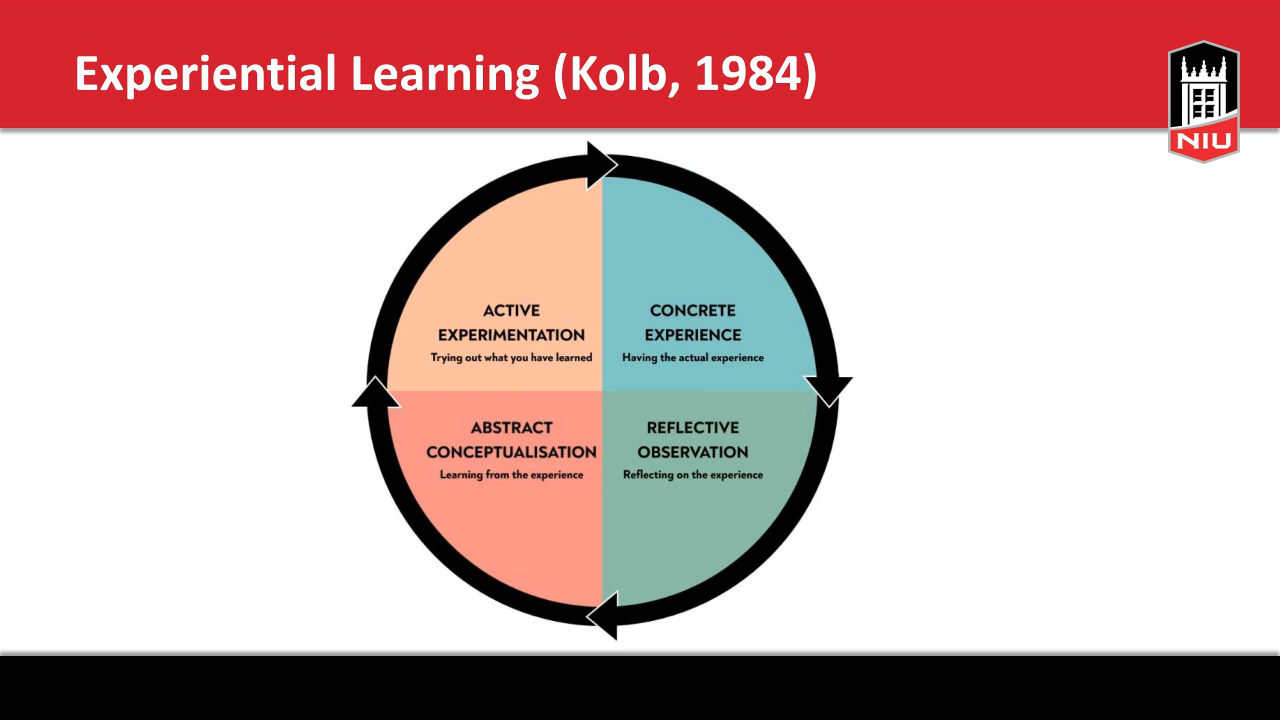 Experiential Learning (Kolb, 1984)
NIU
ACTIVE
EXPERIMENTATION
Trying out what you have learned
CONCRETE
EXPERIENCE
Having the actual experience
ABSTRACT
CONCEPTUALISATION
Learning from the experience
REFLECTIVE
OBSERVATION
Reflecting on the experience